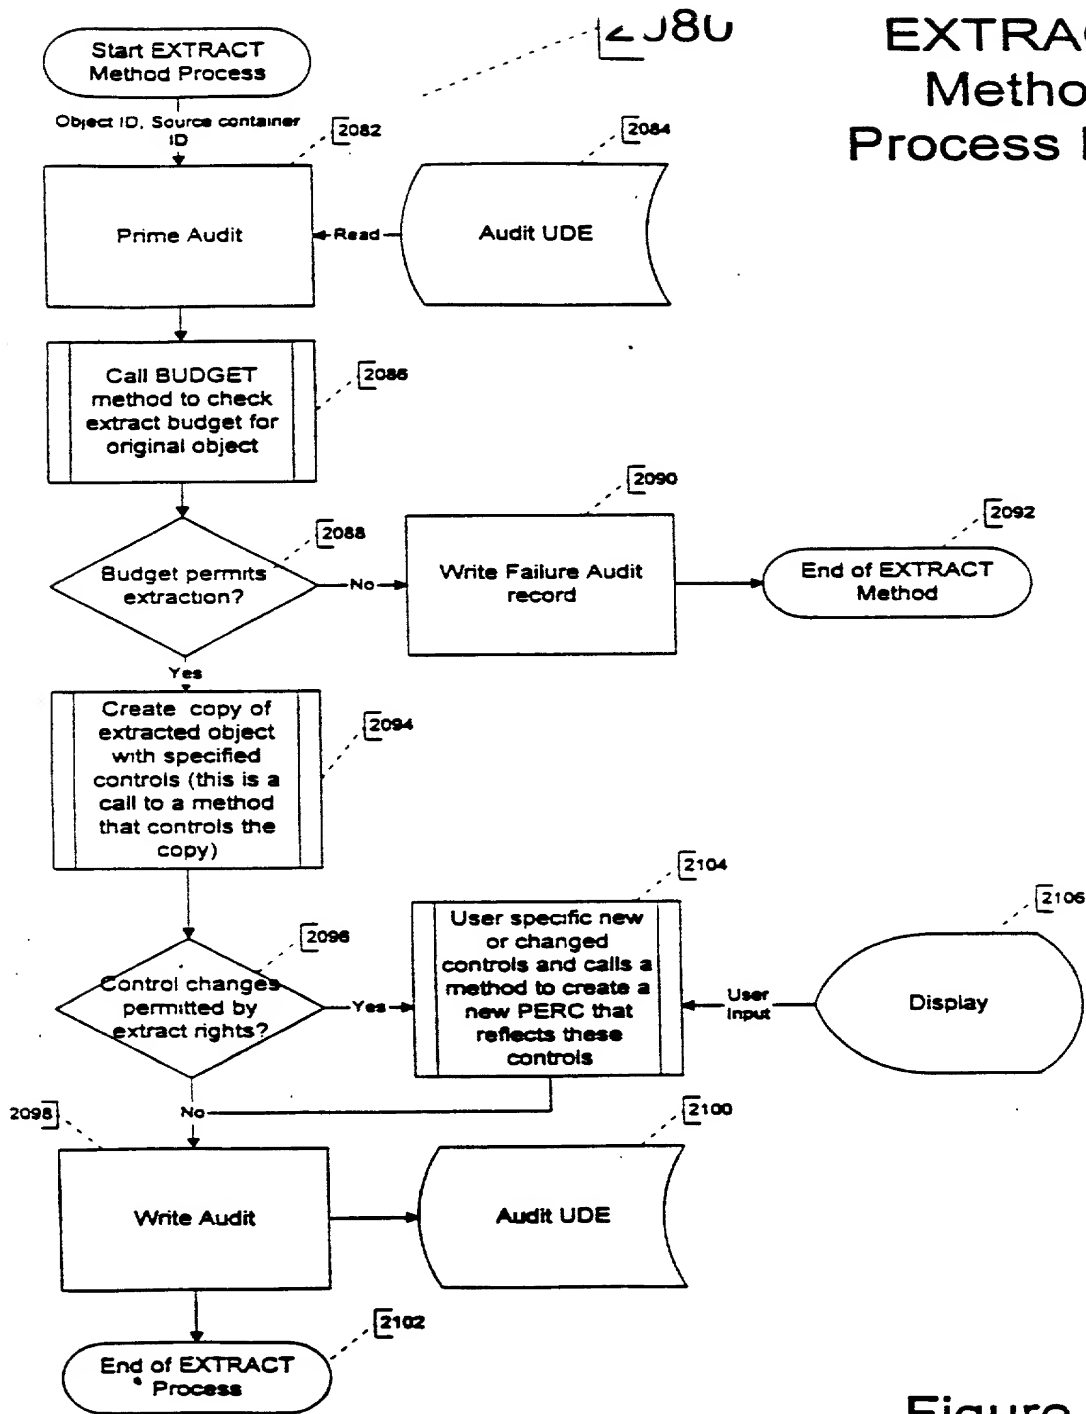 2080
EXTRAC
Metho
Process
Start EXTRACT
Method Process
Object ID, Source container
ID
2082
2084
Prime Audit
Read
Audit UDE
Call BUDGET
method to check
extract budget for
original object
2086
2088
Budget permits
extraction?
No
2090
Write Failure Audit
record
2092
End of EXTRACT
Method
Yes
Create copy of
extracted object
with specified
controls (this is a
call to a method
that controls the
copy)
2094
2096
Control changes
permitted by
extract rights?
Yes
2104
User specific new
or changed
controls and calls a
method to create a
new PERC that
reflects these
controls
User
Input
2106
Display
No
2098
Write Audit
2100
Audit UDE
2102
End of EXTRACT
Process
Figure